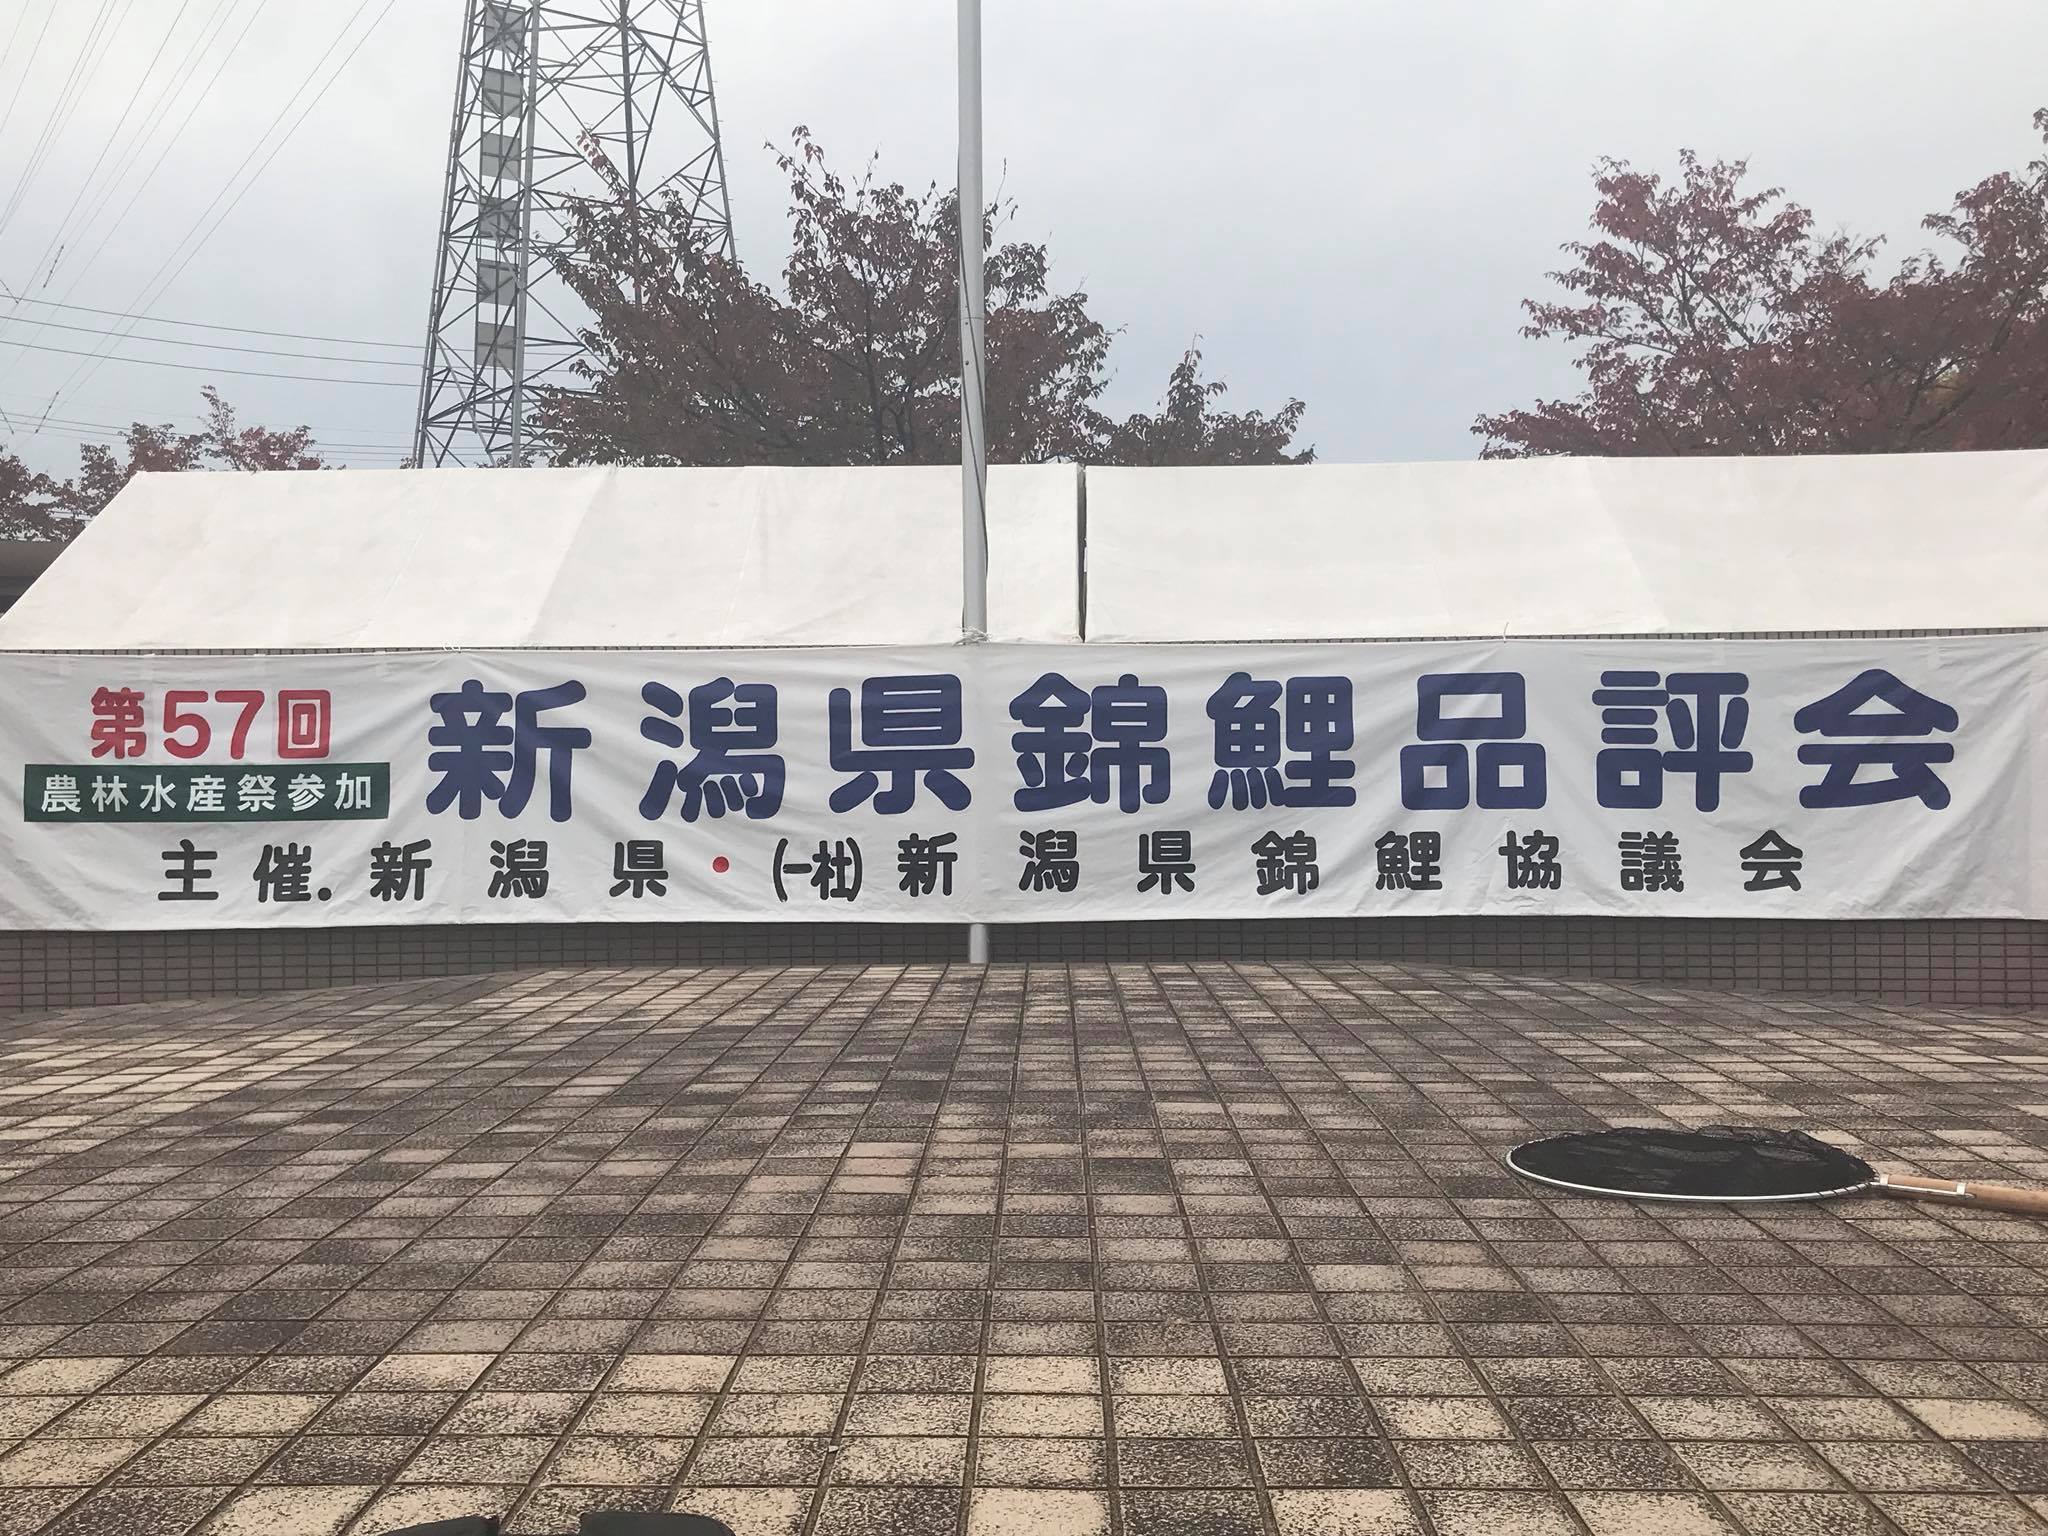 第57回
農林水産祭参加
新潟県錦鯉品評会
主催.新潟県・(一社)新潟県錦鯉協議会